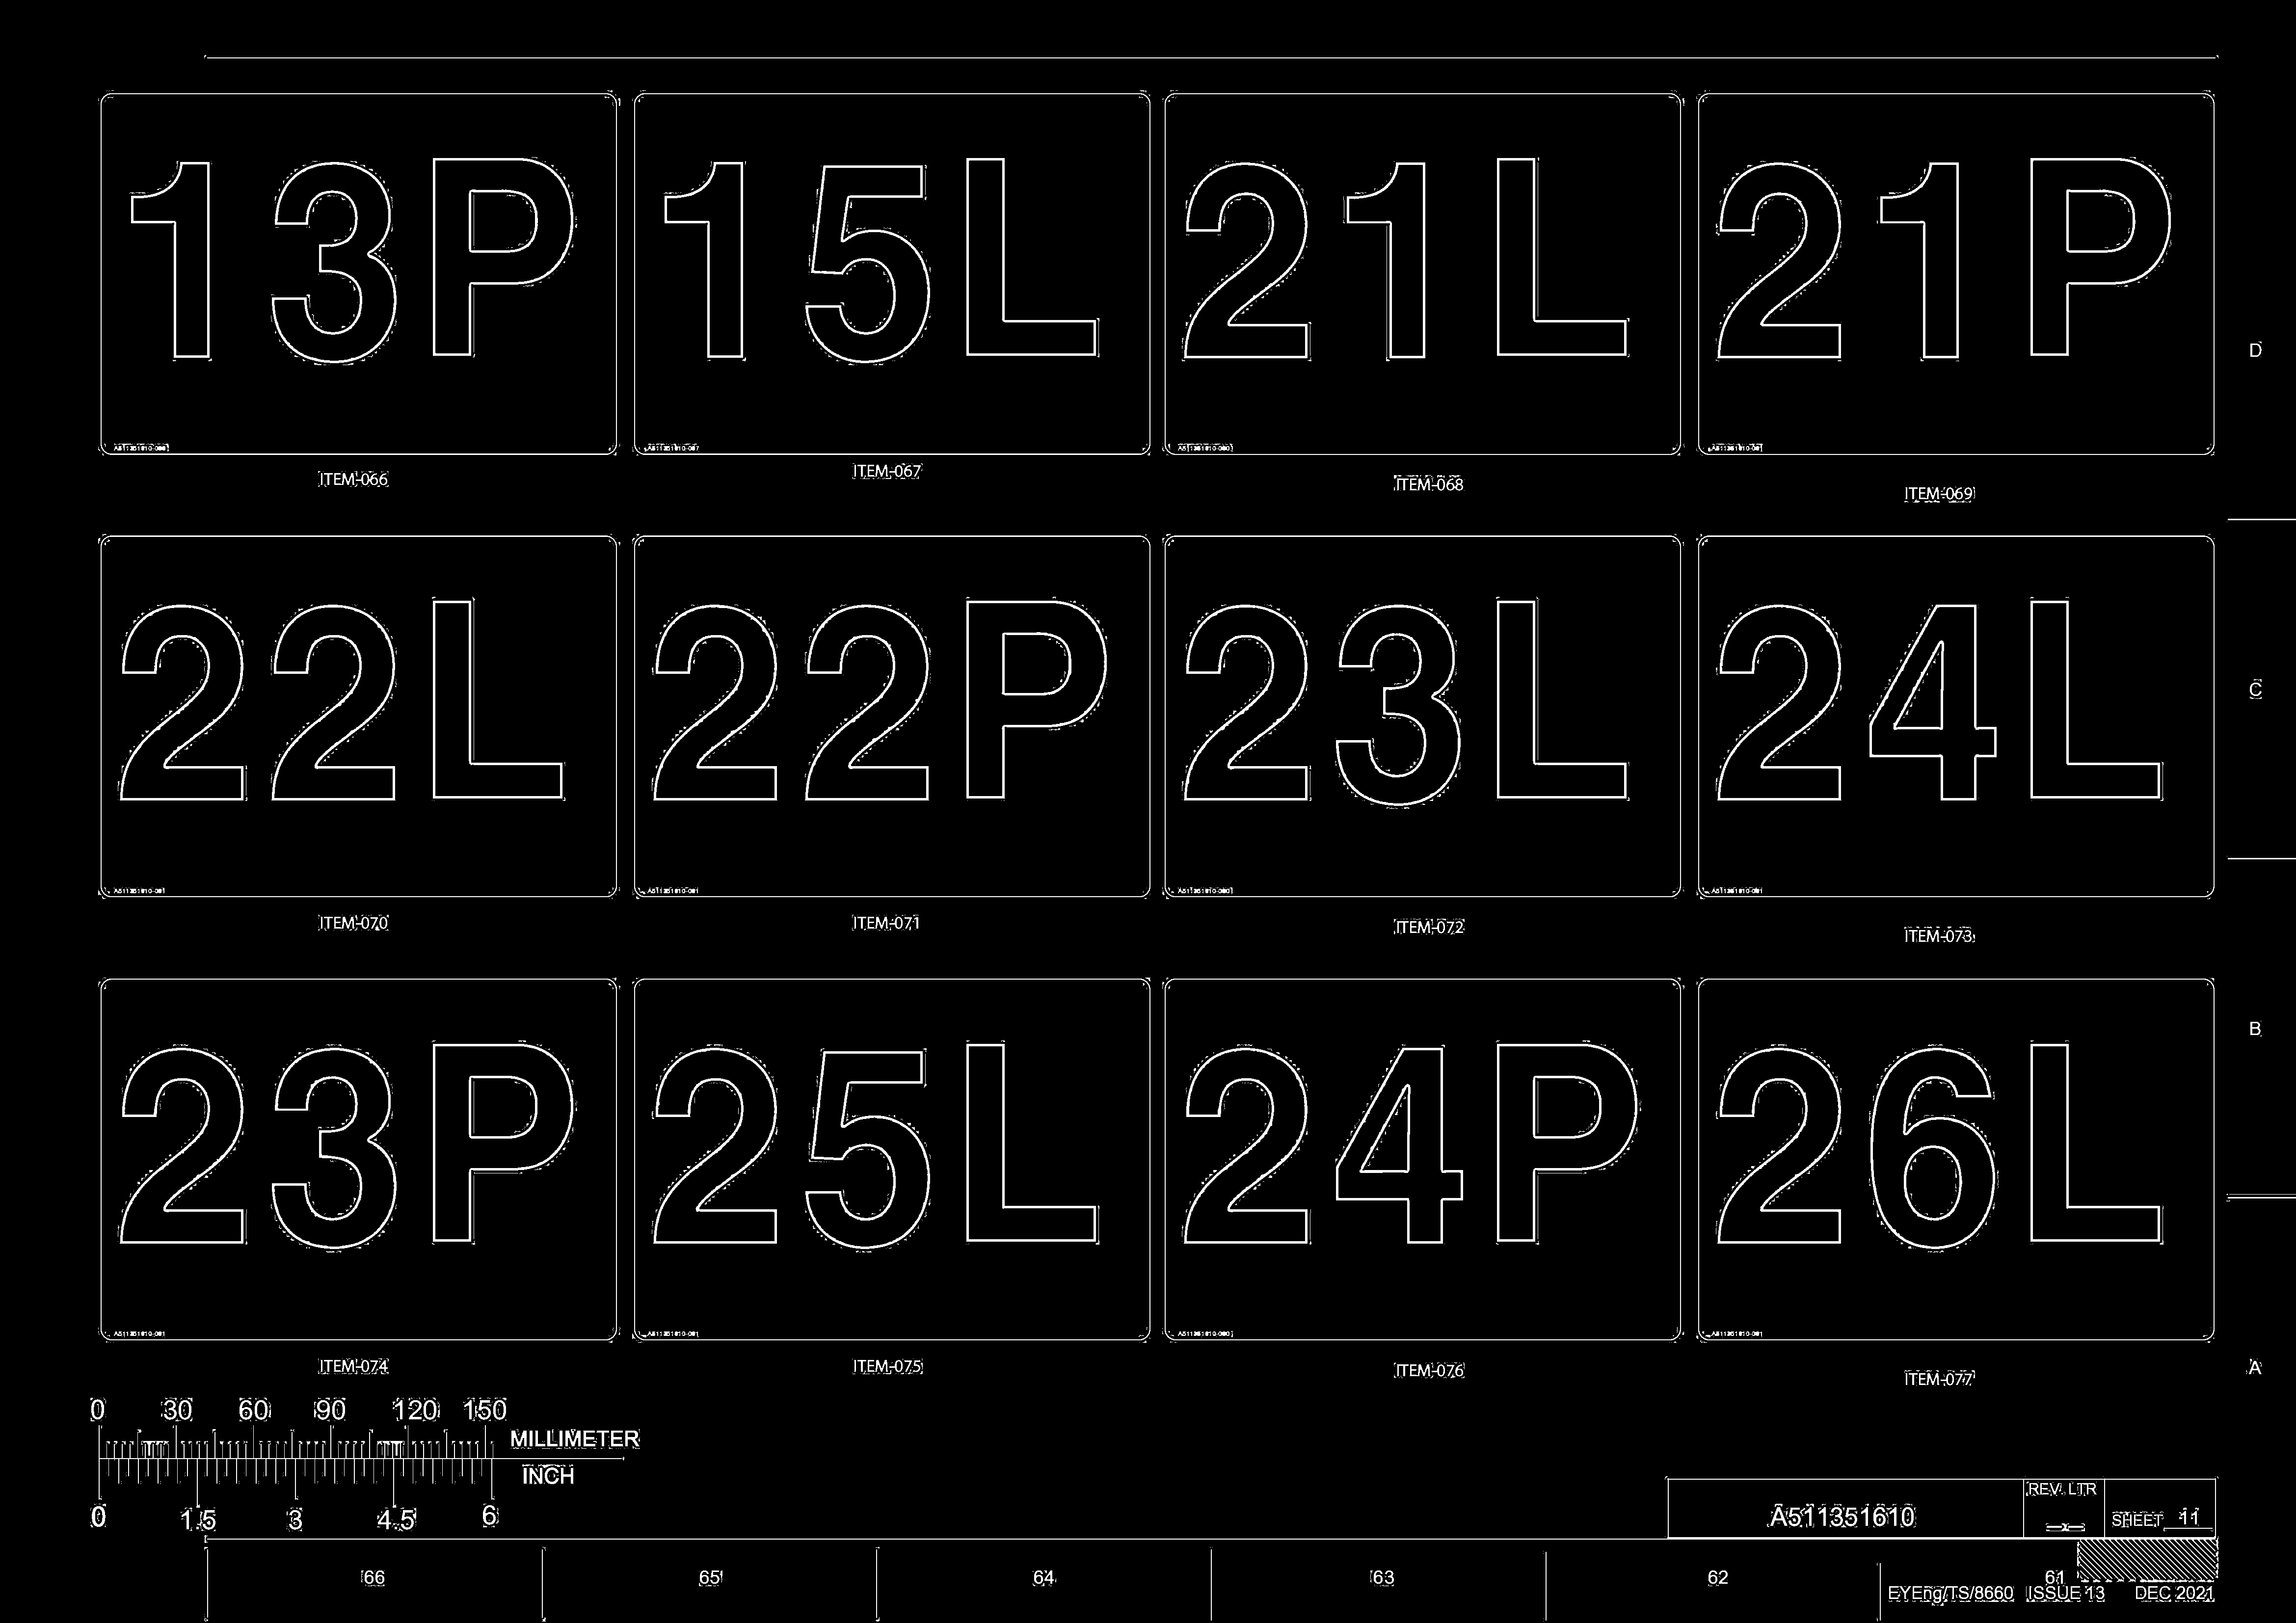 13P 15L 21L 21P
D
ITEM-066 ITEM-067 ITEM-068 ITEM-069
22L 22P 23L 24L
C
ITEM-070 ITEM-071 ITEM-072 ITEM-073
23P 25L 24P 26L
B
ITEM-074 ITEM-075 ITEM-076 ITEM-077
A
0 30 60 90 120 150
MILLIMETER
INCH
0 1.5 3 4.5 6
A511351610
REV. LTR
SHEET 11
66 65 64 63 62 61
EYEng/TS/8660 ISSUE 13 DEC 2021